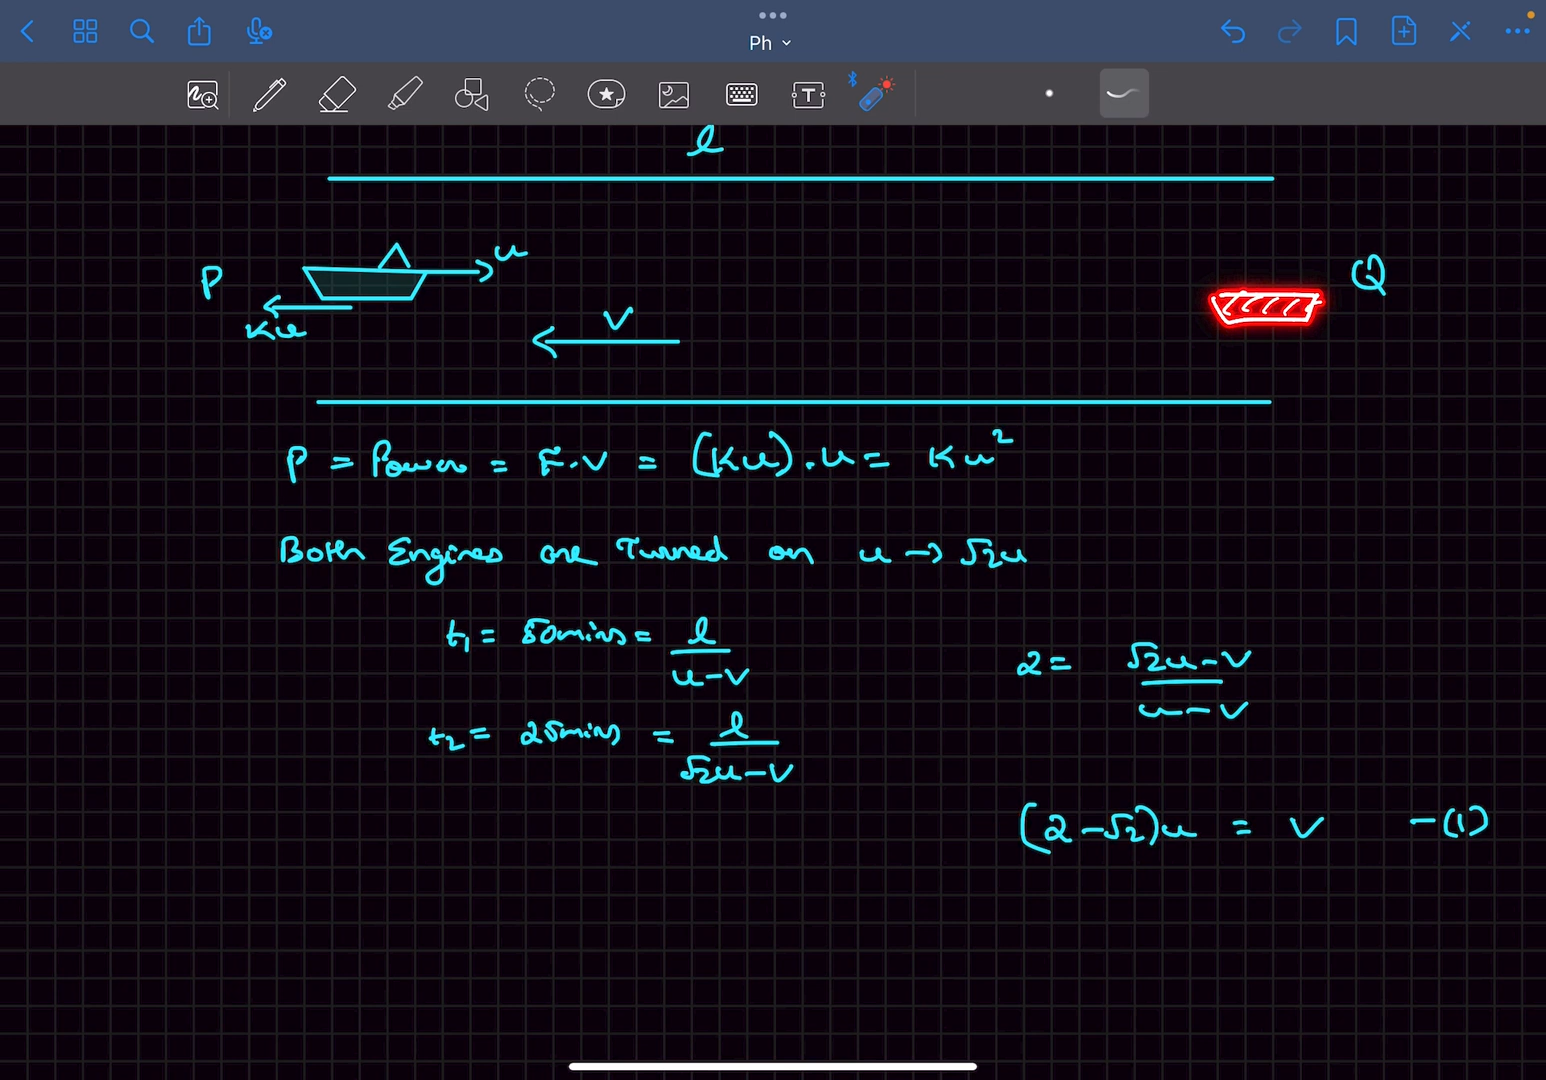 Ph
l
P
u
Q
Ku
V
P = Power = F.V = (Ku).u = Ku²
Both Engines are Turned on u → √2u
t₁ = 50mins = l/(u-v)
2 = (√2u-v)/(u-v)
t₂ = 25mins = l/(√2u-v)
(2-√2)u = v -(1)